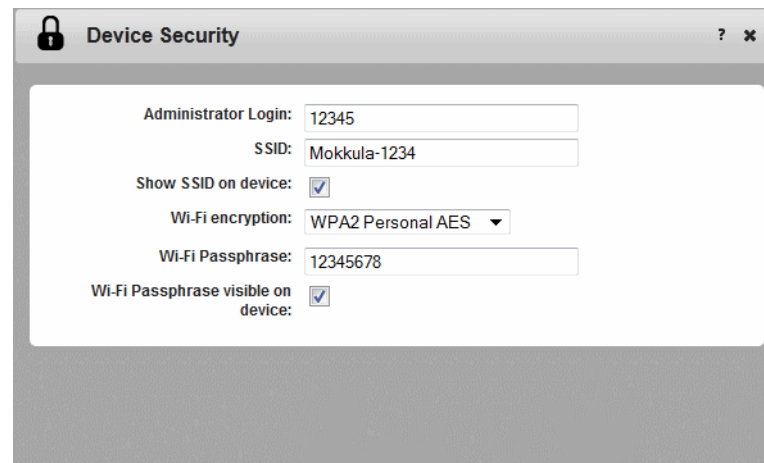 Device Security ? ✖
Administrator Login: 12345
SSID: Mokkula-1234
Show SSID on device:
Wi-Fi encryption: WPA2 Personal AES
Wi-Fi Passphrase: 12345678
Wi-Fi Passphrase visible on
device: